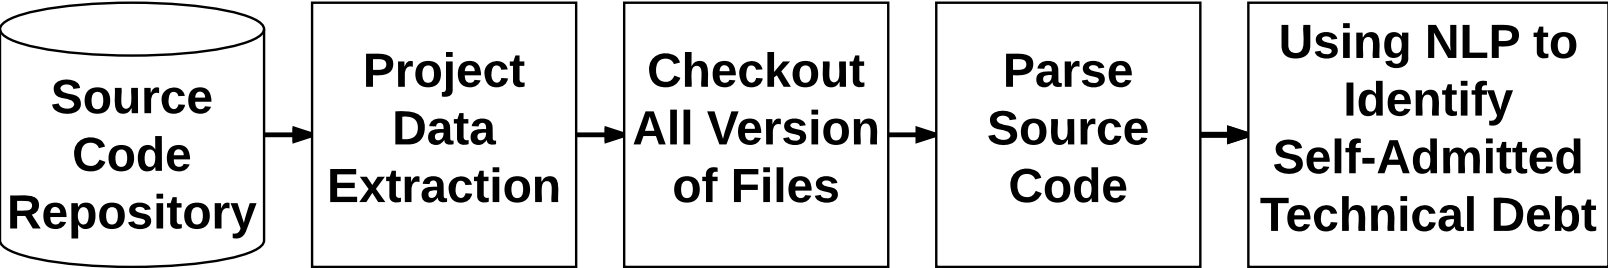 Source
Code
Repository
Project
Data
Extraction
Checkout
All Version
of Files
Parse
Source
Code
Using NLP to
Identify
Self-Admitted
Technical Debt